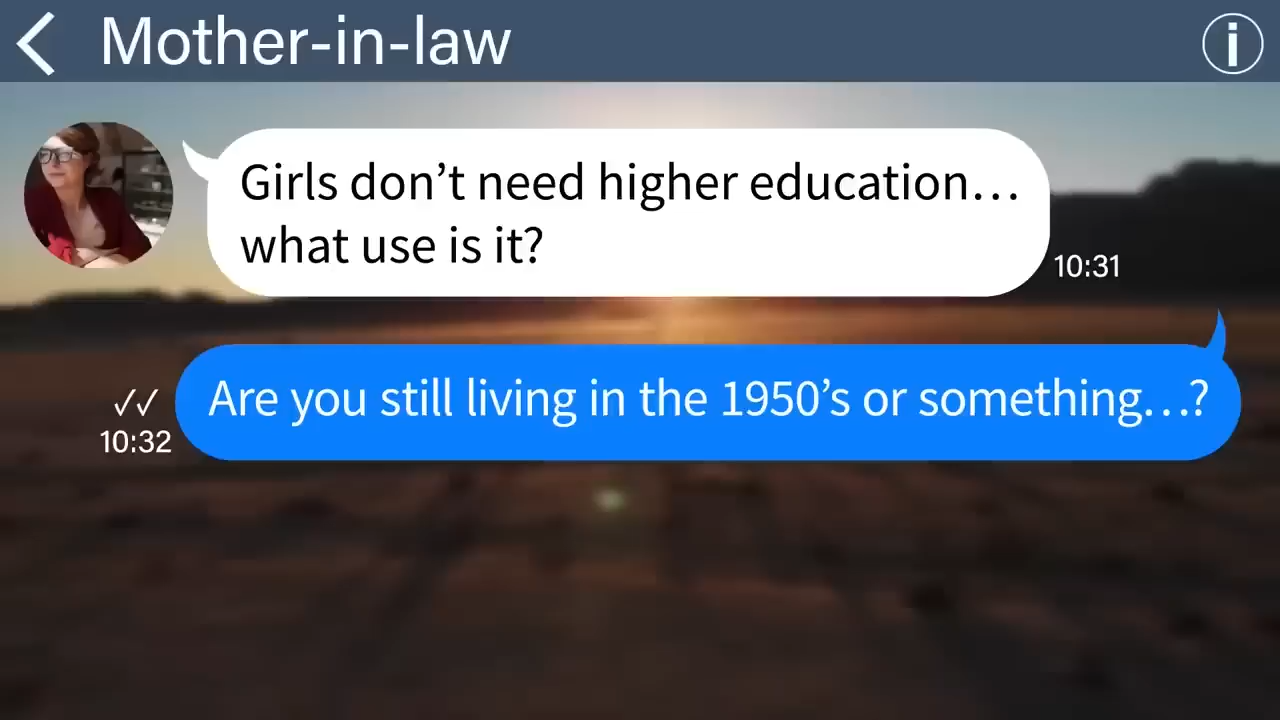 Mother-in-law
Girls don’t need higher education…
what use is it?
10:31
Are you still living in the 1950’s or something…?
✓✓
10:32